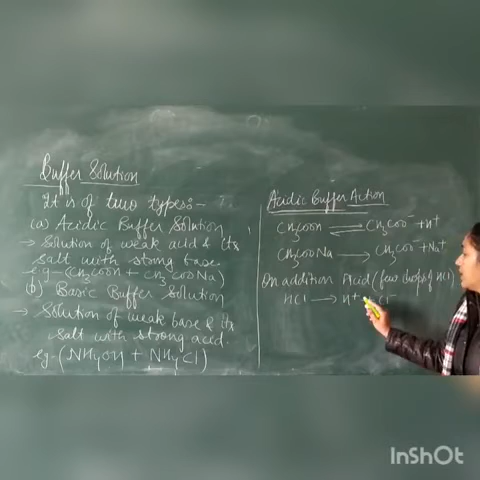 Buffer Solution
It is of two types:-
(a) Acidic Buffer Solution
→ Solution of weak acid & its
salt with strong base.
eg - (CH3COOH + CH3COONa)
(b) Basic Buffer Solution
→ Solution of weak base & its
salt with strong acid.
eg - (NH4OH + NH4Cl)
Acidic Buffer Action
CH3COOH ⇌ CH3COO⁻ + H⁺
CH3COONa → CH3COO⁻ + Na⁺
On addition Acid (few drops of HCl)
HCl → H⁺ Cl⁻
InShOt